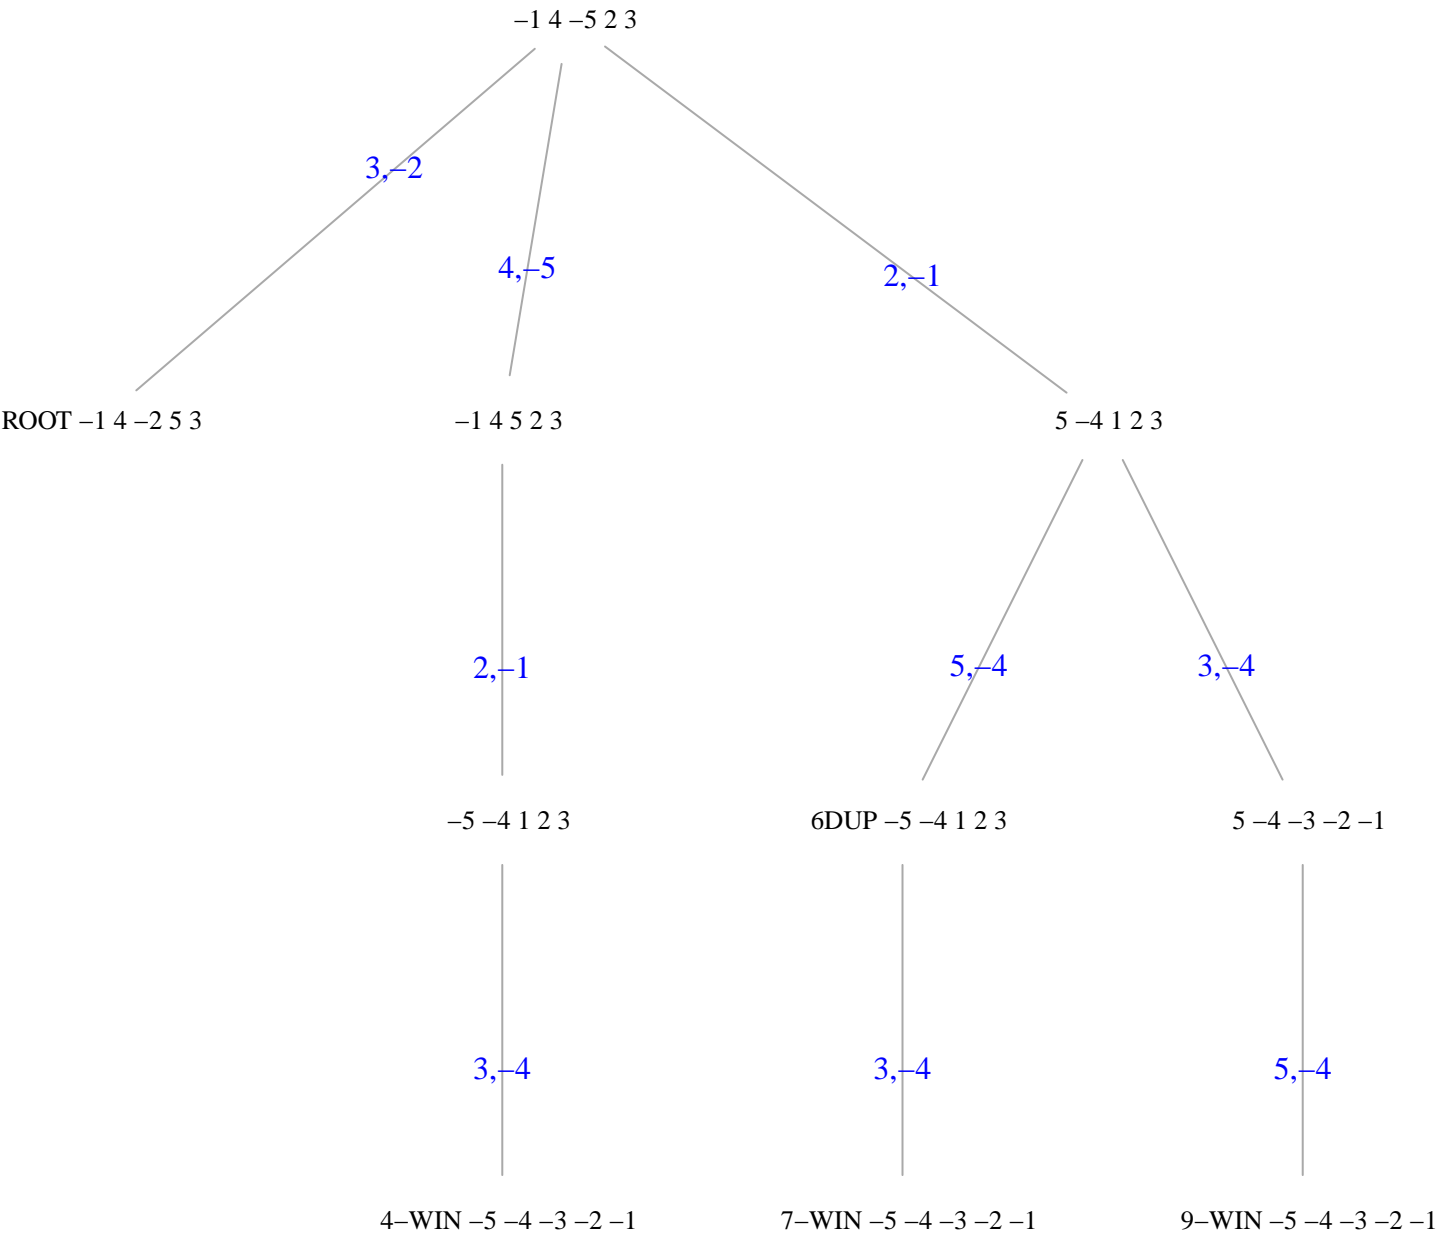 –1 4 –5 2 3
3,–2
4,–5
2,–1
ROOT –1 4 –2 5 3
–1 4 5 2 3
5 –4 1 2 3
2,–1
5,–4
3,–4
–5 –4 1 2 3
6DUP –5 –4 1 2 3
5 –4 –3 –2 –1
3,–4
3,–4
5,–4
4–WIN –5 –4 –3 –2 –1
7–WIN –5 –4 –3 –2 –1
9–WIN –5 –4 –3 –2 –1